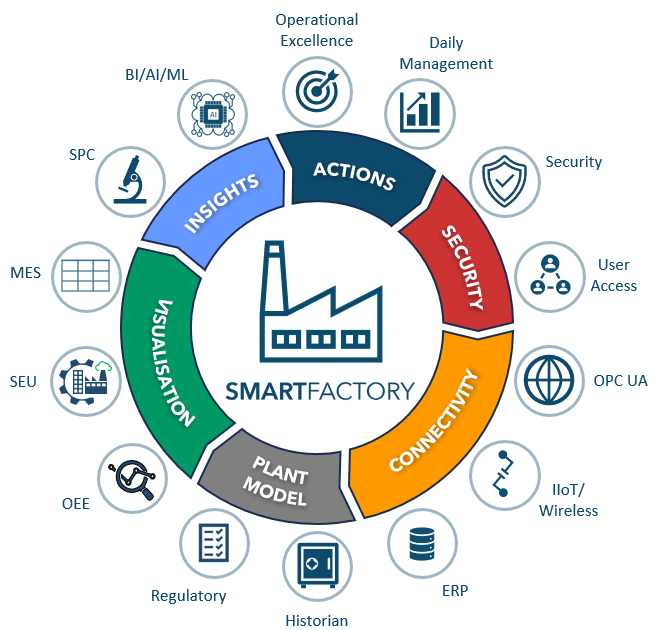 Operational
Excellence
Daily
Management
BI/AI/ML
AI
SPC
Security
MES
User
Access
SEU
OPC UA
OEE
IIoT/
Wireless
Regulatory
Historian
ERP
ACTIONS
SECURITY
CONNECTIVITY
PLANT
MODEL
VISUALISATION
INSIGHTS
SMARTFACTORY